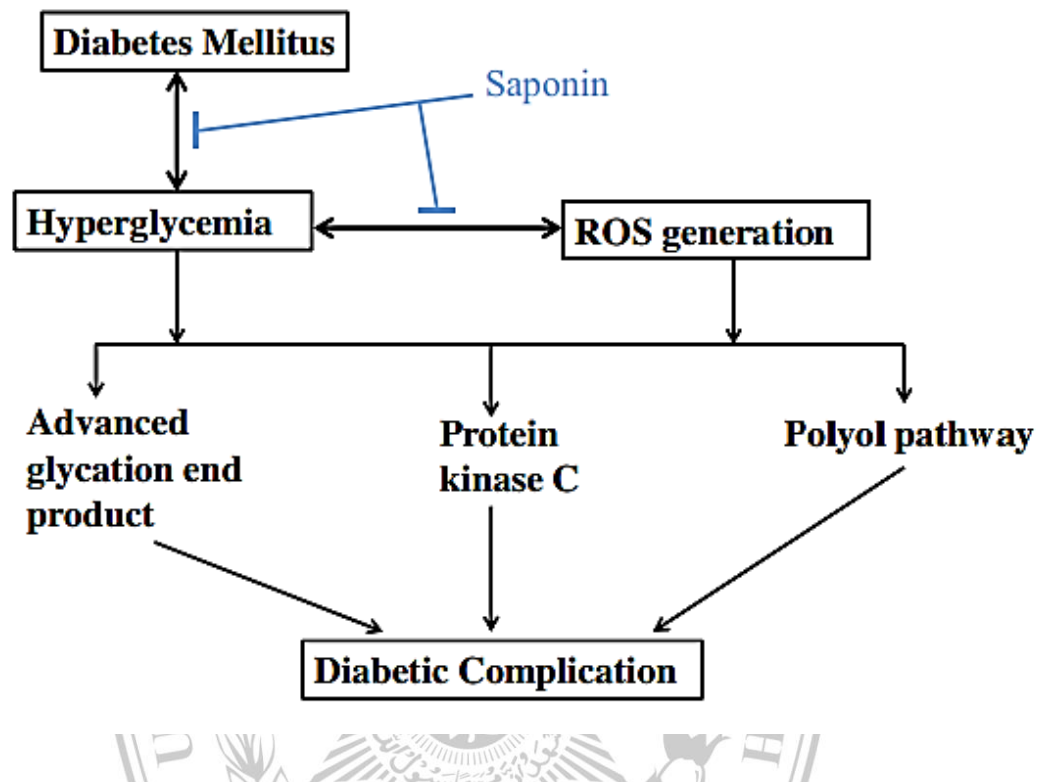 Diabetes Mellitus
Saponin
Hyperglycemia
ROS generation
Advanced
glycation end
product
Protein
kinase C
Polyol pathway
Diabetic Complication
U
H